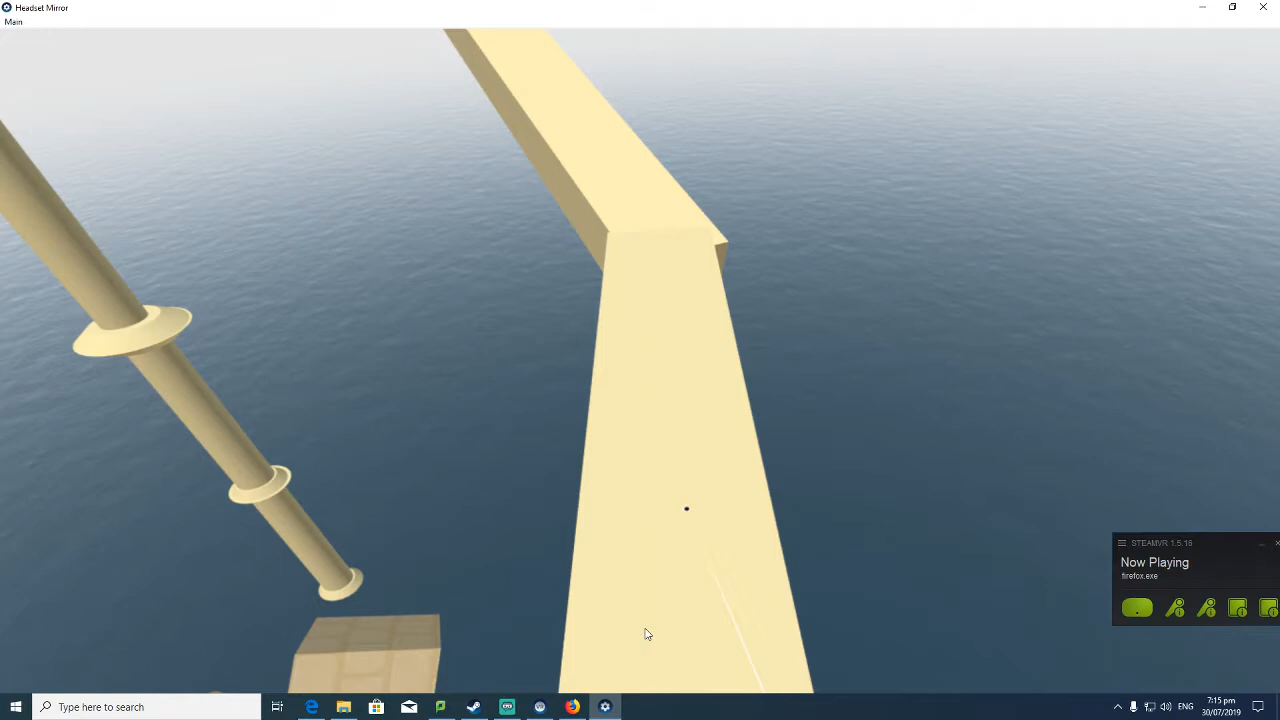 Headset Mirror
Main
STEAMVR 1.5.16
Now Playing
firefox.exe
Type here to search
ENG
7:15 pm
30/07/2019